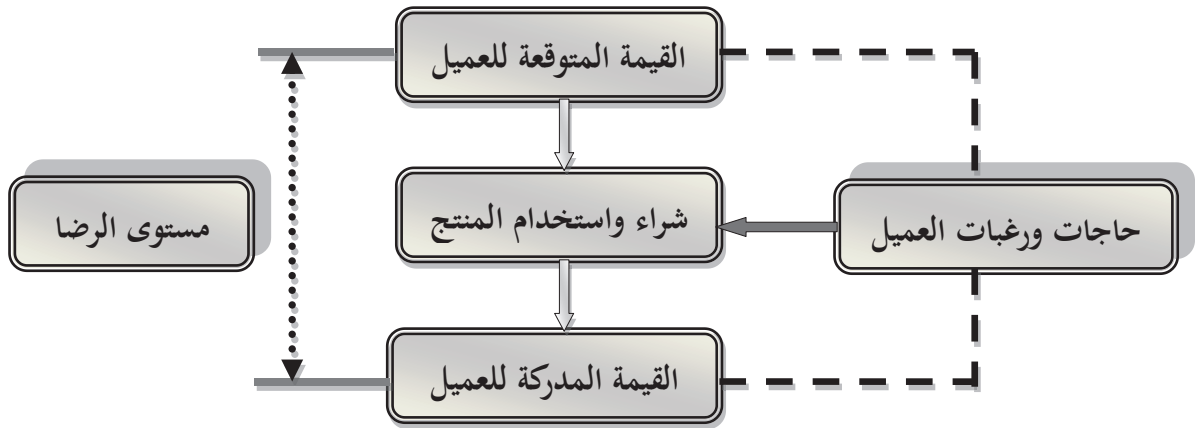 القيمة المتوقعة للعميل
حاجات ورغبات العميل
شراء واستخدام المنتج
مستوى الرضا
القيمة المدركة للعميل